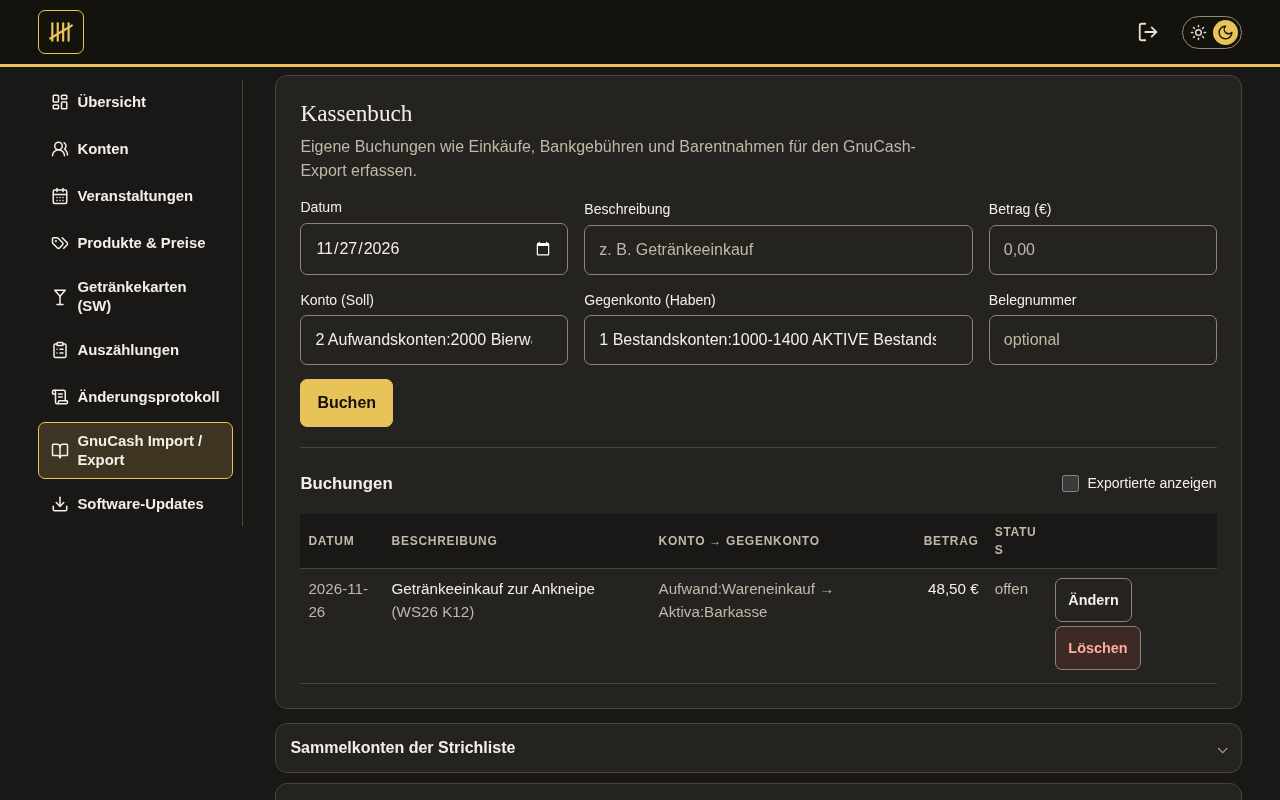 Übersicht
Konten
Veranstaltungen
Produkte & Preise
Getränkekarten
(SW)
Auszählungen
Änderungsprotokoll
GnuCash Import /
Export
Software-Updates
Kassenbuch
Eigene Buchungen wie Einkäufe, Bankgebühren und Barentnahmen für den GnuCash-
Export erfassen.
Datum
Beschreibung
Betrag (€)
11/27/2026
z. B. Getränkeeinkauf
0,00
Konto (Soll)
Gegenkonto (Haben)
Belegnummer
2 Aufwandskonten:2000 Bierw
1 Bestandskonten:1000-1400 AKTIVE Bestands
optional
Buchen
Buchungen
Exportierte anzeigen
DATUM
BESCHREIBUNG
KONTO → GEGENKONTO
BETRAG
STATU
S
2026-11-
26
Getränkeeinkauf zur Ankneipe
(WS26 K12)
Aufwand:Wareneinkauf →
Aktiva:Barkasse
48,50 €
offen
Ändern
Löschen
Sammelkonten der Strichliste